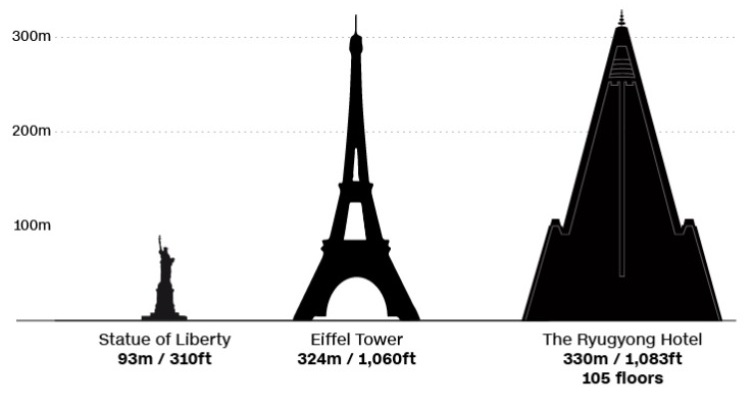 300m
200m
100m
Statue of Liberty
93m / 310ft
Eiffel Tower
324m / 1,060ft
The Ryugyong Hotel
330m / 1,083ft
105 floors